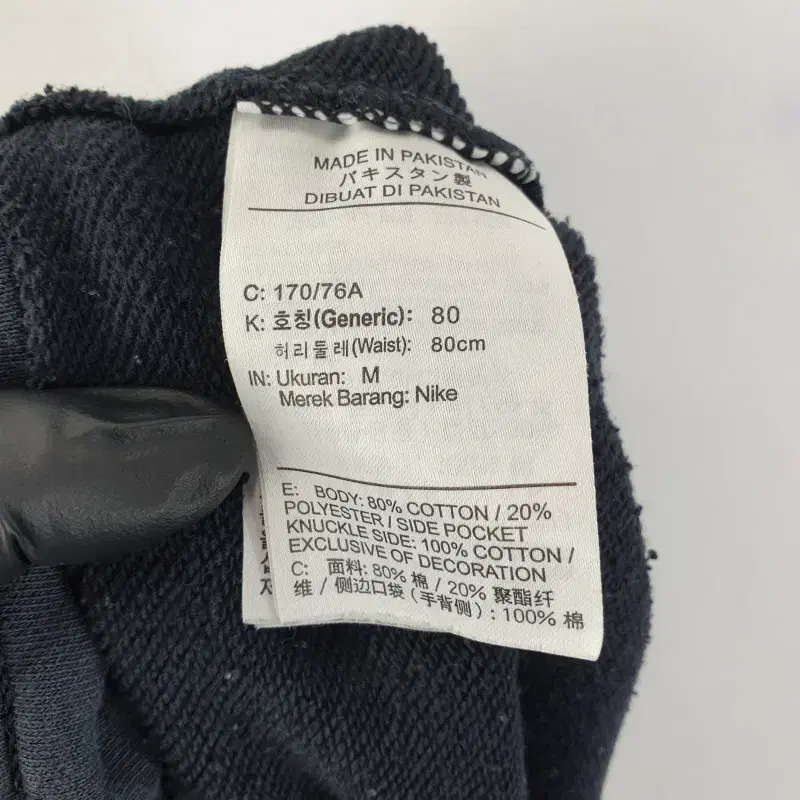 MADE IN PAKISTAN
パキスタン製
DIBUAT DI PAKISTAN
C: 170/76A
K: 호칭(Generic): 80
허리둘레(Waist): 80cm
IN: Ukuran: M
Merek Barang: Nike
E: BODY: 80% COTTON / 20%
POLYESTER / SIDE POCKET
KNUCKLE SIDE: 100% COTTON /
EXCLUSIVE OF DECORATION
C: 面料: 80% 棉 / 20% 聚酯纤
维 / 侧边口袋 (手背侧) : 100% 棉